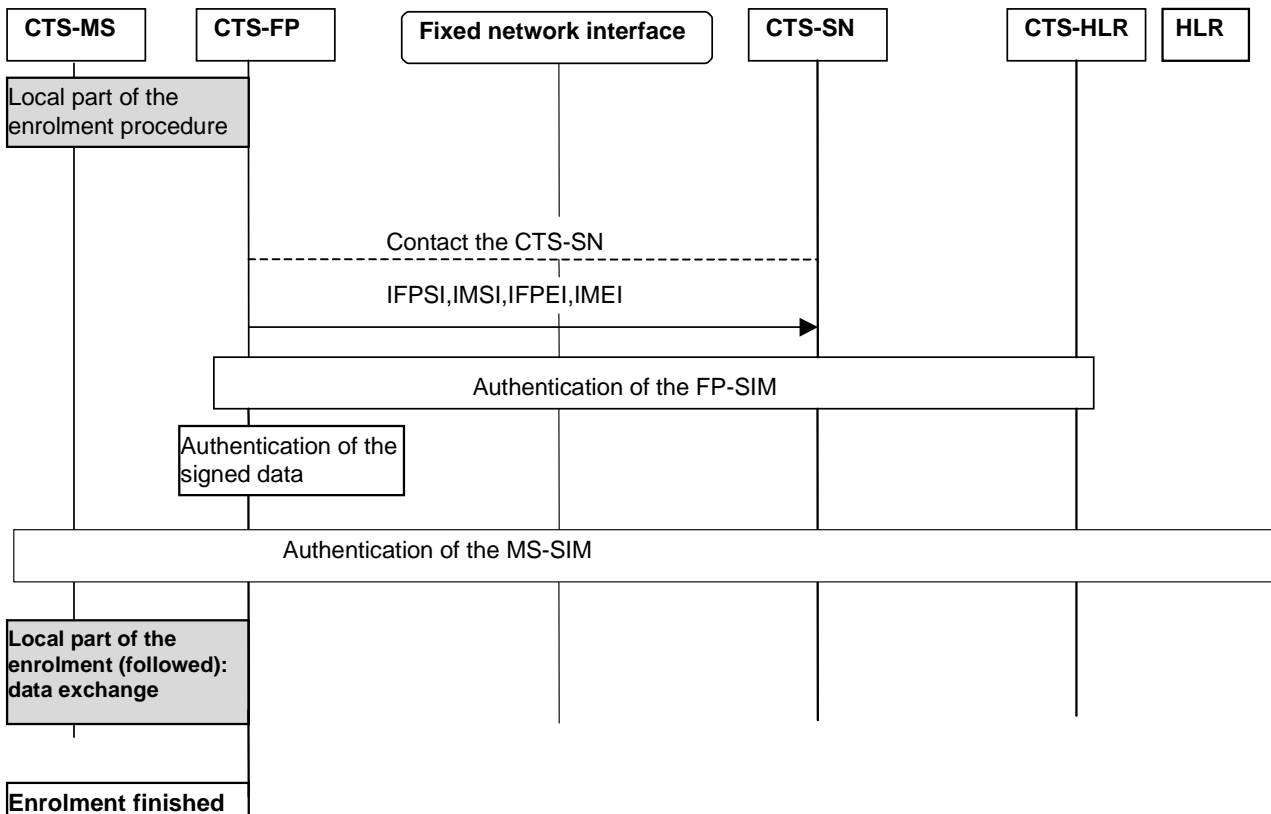 CTS-MS
CTS-FP
Fixed network interface
CTS-SN
CTS-HLR
HLR
Local part of the
enrolment procedure
Contact the CTS-SN
IFPSI,IMSI,IFPEI,IMEI
Authentication of the FP-SIM
Authentication of the
signed data
Authentication of the MS-SIM
Local part of the
enrolment (followed):
data exchange
Enrolment finished